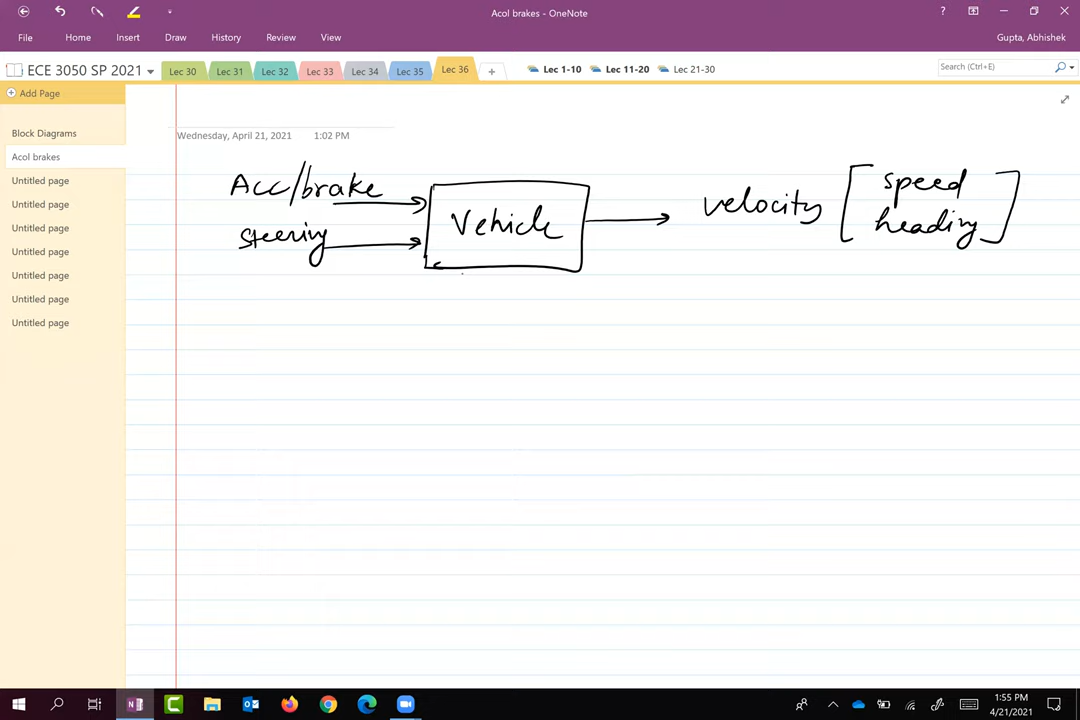 Acol brakes - OneNote
?
Gupta, Abhishek
File Home Insert Draw History Review View
ECE 3050 SP 2021
Lec 30 Lec 31 Lec 32 Lec 33 Lec 34 Lec 35 Lec 36 + Lec 1-10 Lec 11-20 Lec 21-30
Search (Ctrl+E)
Add Page
Block Diagrams
Acol brakes
Untitled page
Untitled page
Untitled page
Untitled page
Untitled page
Untitled page
Untitled page
Wednesday, April 21, 2021 1:02 PM
Acc/brake
steering
Vehicle
velocity
speed
heading
1:55 PM
4/21/2021